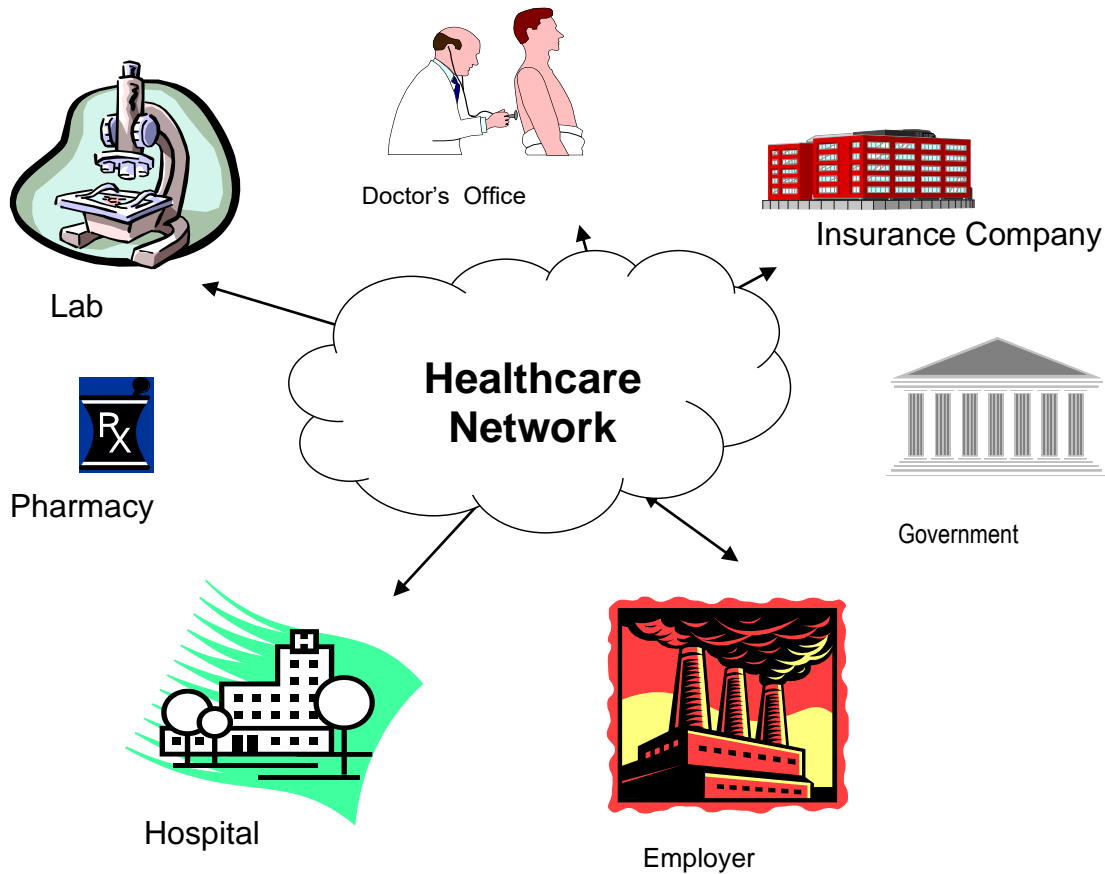 Doctor's Office
Insurance Company
Lab
Healthcare
Network
RX
Pharmacy
Government
H
Hospital
Employer